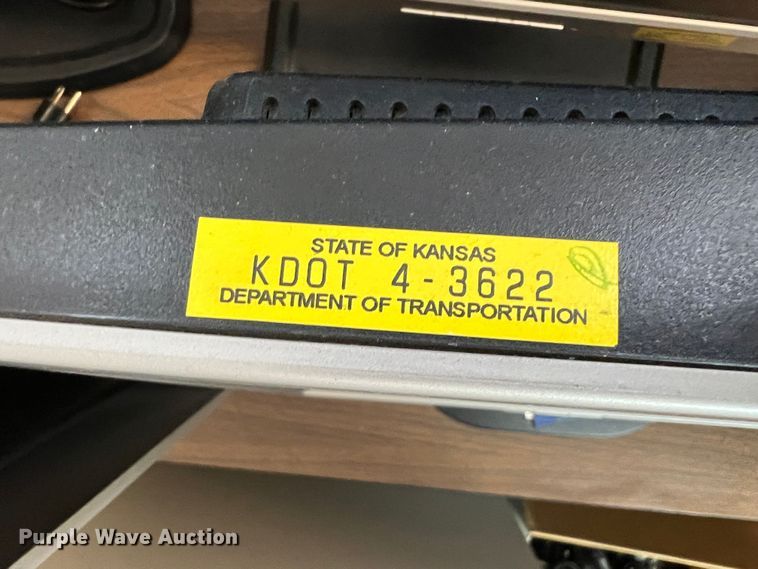 STATE OF KANSAS
KDOT 4-3622
DEPARTMENT OF TRANSPORTATION
Purple Wave Auction